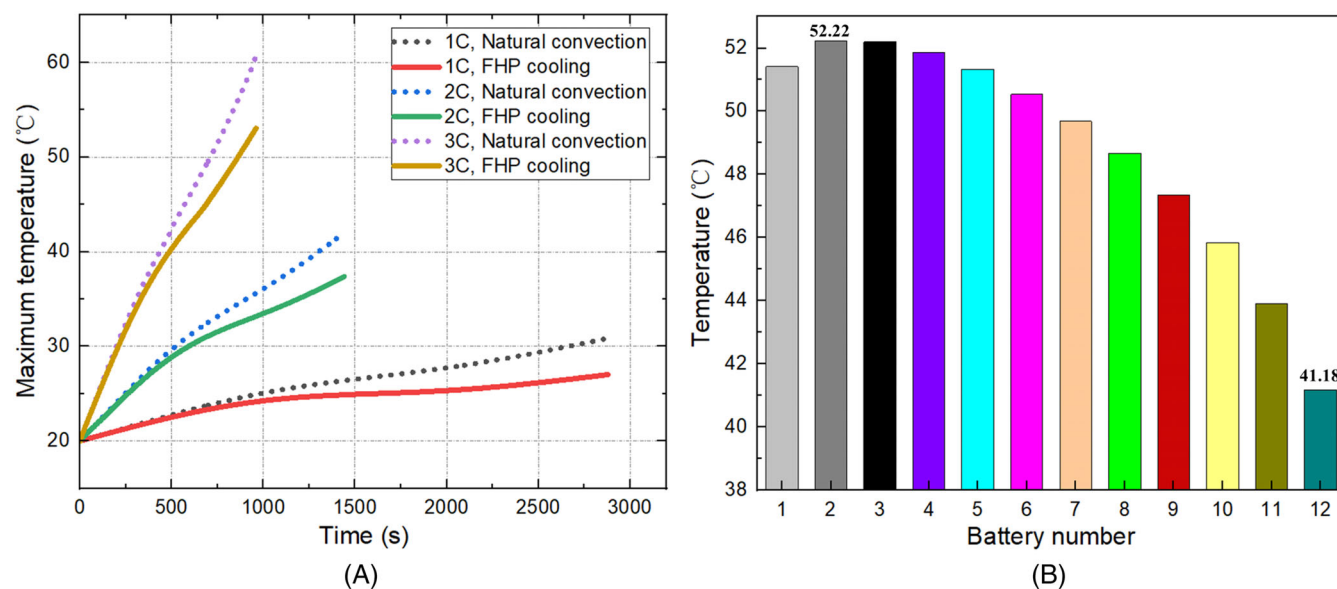 (A)
Maximum temperature (℃)
60
50
40
30
20
0 500 1000 1500 2000 2500 3000
Time (s)
1C, Natural convection
1C, FHP cooling
2C, Natural convection
2C, FHP cooling
3C, Natural convection
3C, FHP cooling
(B)
Temperature (℃)
52
50
48
46
44
42
40
38
52.22
41.18
1 2 3 4 5 6 7 8 9 10 11 12
Battery number